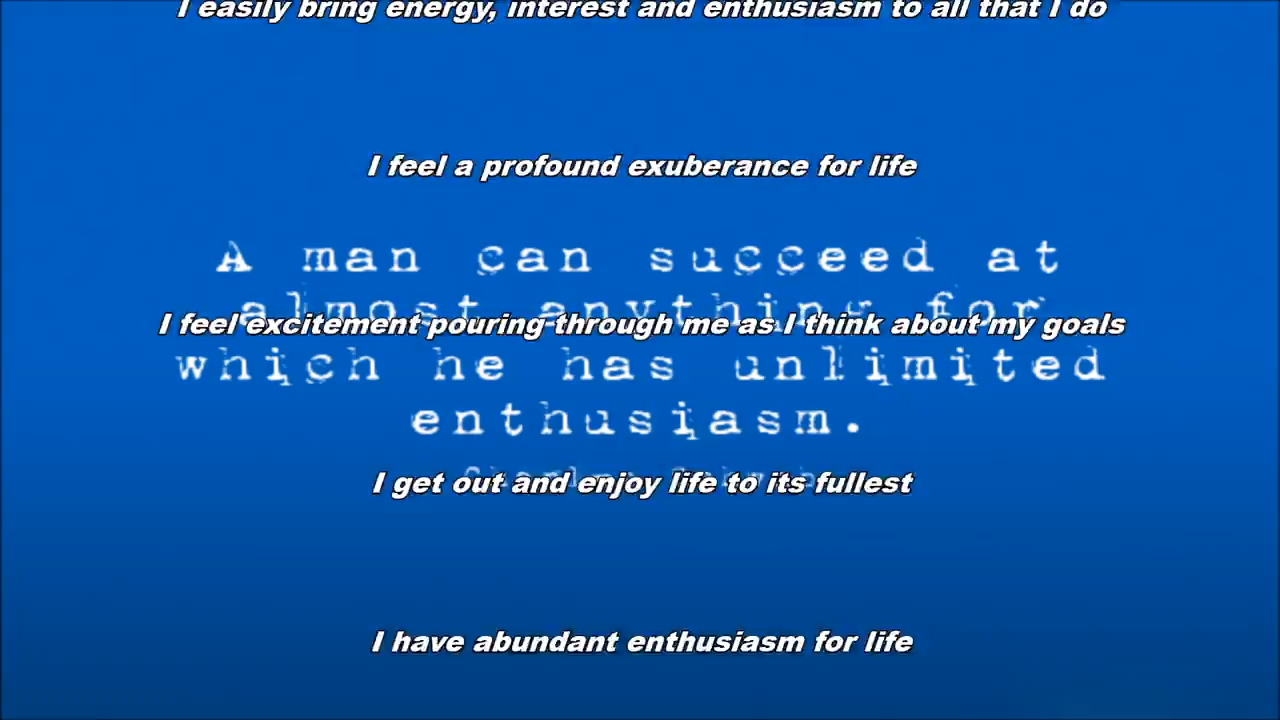 I easily bring energy, interest and enthusiasm to all that I do
I feel a profound exuberance for life
A man can succeed at
almost anything for
I feel excitement pouring through me as I think about my goals
which he has unlimited
enthusiasm.
Charles Schwab
I get out and enjoy life to its fullest
I have abundant enthusiasm for life